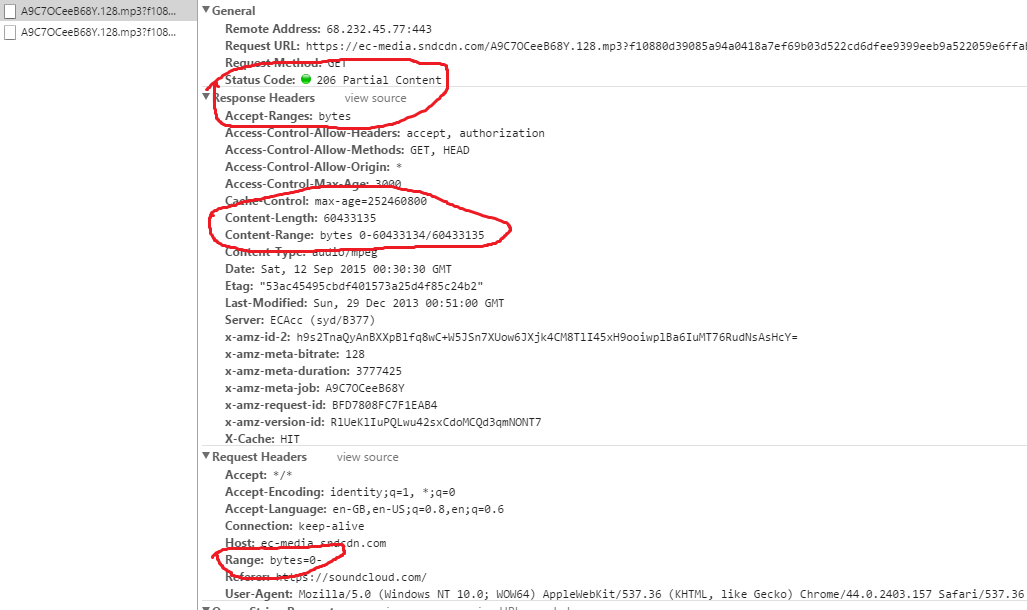 A9C7OCeeB68Y.128.mp3?f108...
A9C7OCeeB68Y.128.mp3?f108...
General
Remote Address: 68.232.45.77:443
Request URL: https://ec-media.sndcdn.com/A9C7OCeeB68Y.128.mp3?f10880d39085a94a0418a7ef69b03d522cd6dfee9399eeb9a522059e6ffa
Request Method: GET
Status Code: 206 Partial Content
Response Headers view source
Accept-Ranges: bytes
Access-Control-Allow-Headers: accept, authorization
Access-Control-Allow-Methods: GET, HEAD
Access-Control-Allow-Origin: *
Access-Control-Max-Age: 3000
Cache-Control: max-age=252460800
Content-Length: 60433135
Content-Range: bytes 0-60433134/60433135
Content-Type: audio/mpeg
Date: Sat, 12 Sep 2015 00:30:30 GMT
Etag: "53ac45495cbdf401573a25d4f85c24b2"
Last-Modified: Sun, 29 Dec 2013 00:51:00 GMT
Server: ECAcc (syd/B377)
x-amz-id-2: h9s2TnaQyAnBXXpBlfq8wC+W5JSn7XUow6JXjk4CM8TlI45xH9ooiwplBa6IuMT76RudNsAsHcY=
x-amz-meta-bitrate: 128
x-amz-meta-duration: 3777425
x-amz-meta-job: A9C7OCeeB68Y
x-amz-request-id: BFD7808FC7F1EAB4
x-amz-version-id: RlUeKlIuPQLwu42sxCdoMCQd3qmNONT7
X-Cache: HIT
Request Headers view source
Accept: */*
Accept-Encoding: identity;q=1, *;q=0
Accept-Language: en-GB,en-US;q=0.8,en;q=0.6
Connection: keep-alive
Host: ec-media.sndcdn.com
Range: bytes=0-
Referer: https://soundcloud.com/
User-Agent: Mozilla/5.0 (Windows NT 10.0; WOW64) AppleWebKit/537.36 (KHTML, like Gecko) Chrome/44.0.2403.157 Safari/537.36